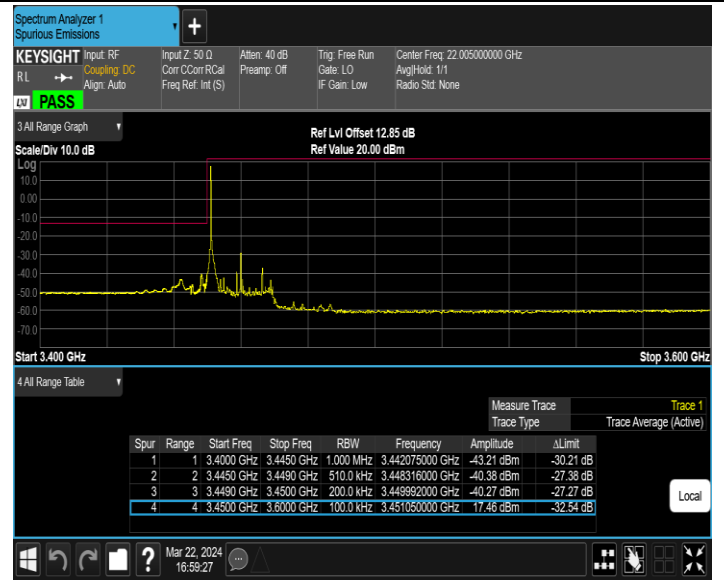 Spectrum Analyzer 1
Spurious Emissions
+
KEYSIGHT Input: RF Input Z: 50 Ω Atten: 40 dB Trig: Free Run Center Freq: 22.005000000 GHz
RL Coupling: DC Corr CCorr RCal Preamp: Off Gate: LO Avg|Hold: 1/1
Align: Auto Freq Ref: Int (S) IF Gain: Low Radio Std: None
LXI PASS
3 All Range Graph
Ref Lvl Offset 12.85 dB
Scale/Div 10.0 dB Ref Value 20.00 dBm
Log
10.0
0.00
-10.0
-20.0
-30.0
-40.0
-50.0
-60.0
-70.0
Start 3.400 GHz Stop 3.600 GHz
4 All Range Table
Measure Trace Trace 1
Trace Type Trace Average (Active)
Spur Range Start Freq Stop Freq RBW Frequency Amplitude ΔLimit
1 1 3.4000 GHz 3.4450 GHz 1.000 MHz 3.442075000 GHz -43.21 dBm -30.21 dB
2 2 3.4450 GHz 3.4490 GHz 510.0 kHz 3.448316000 GHz -40.38 dBm -27.38 dB
3 3 3.4490 GHz 3.4500 GHz 200.0 kHz 3.449992000 GHz -40.27 dBm -27.27 dB
4 4 3.4500 GHz 3.6000 GHz 100.0 kHz 3.451050000 GHz 17.46 dBm -32.54 dB
Local
? Mar 22, 2024
16:59:27